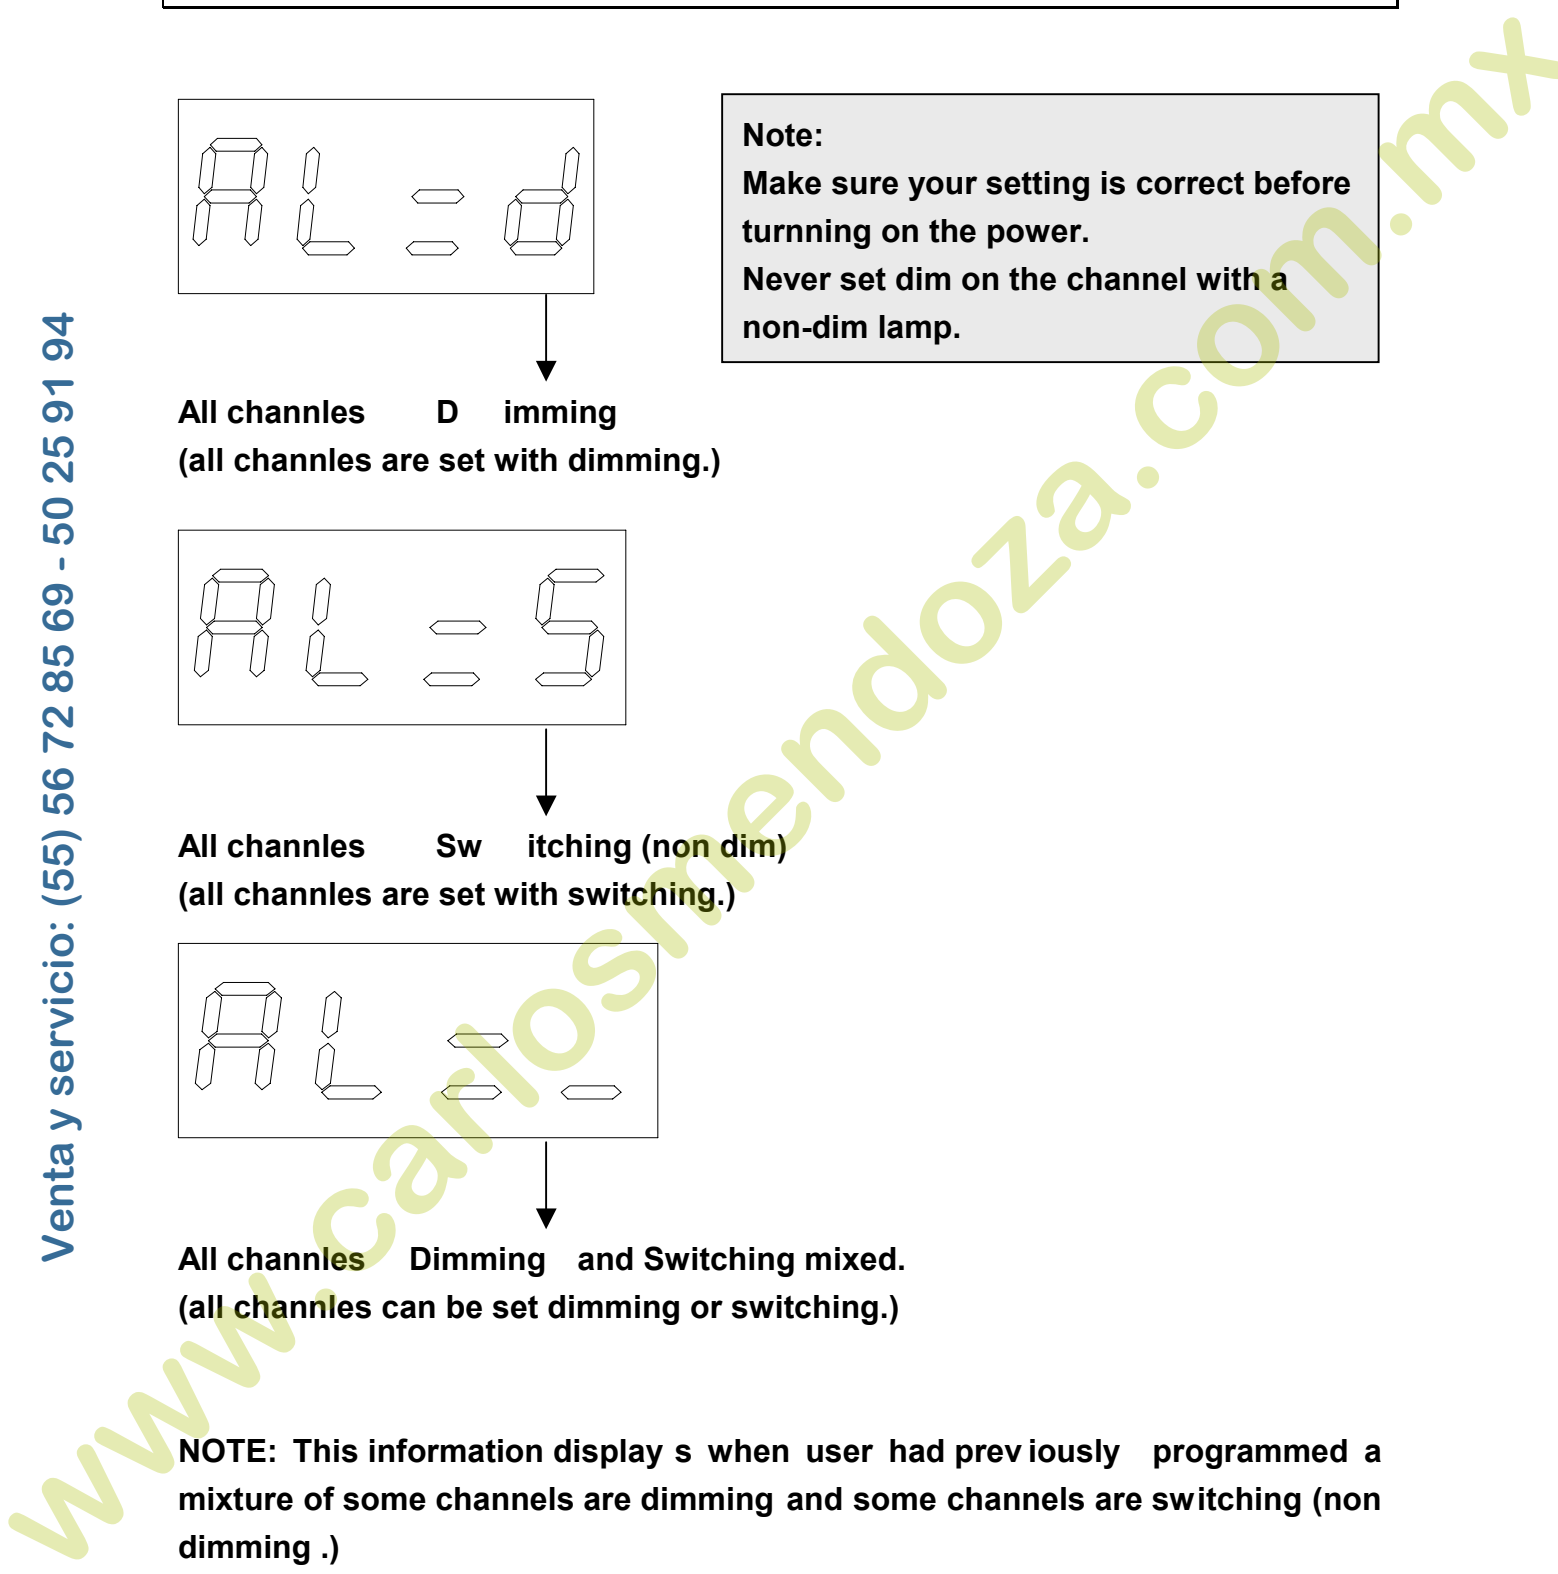 AL=d
Note:
Make sure your setting is correct before
turnning on the power.
Never set dim on the channel with a
non-dim lamp.
All channles D imming
(all channles are set with dimming.)
AL=S
All channles Sw itching (non dim)
(all channles are set with switching.)
AL=_
All channles Dimming and Switching mixed.
(all channles can be set dimming or switching.)
NOTE: This information display s when user had prev iously programmed a
mixture of some channels are dimming and some channels are switching (non
dimming .)
Venta y servicio: (55) 56 72 85 69 - 50 25 91 94
www.carlosmendoza.com.mx